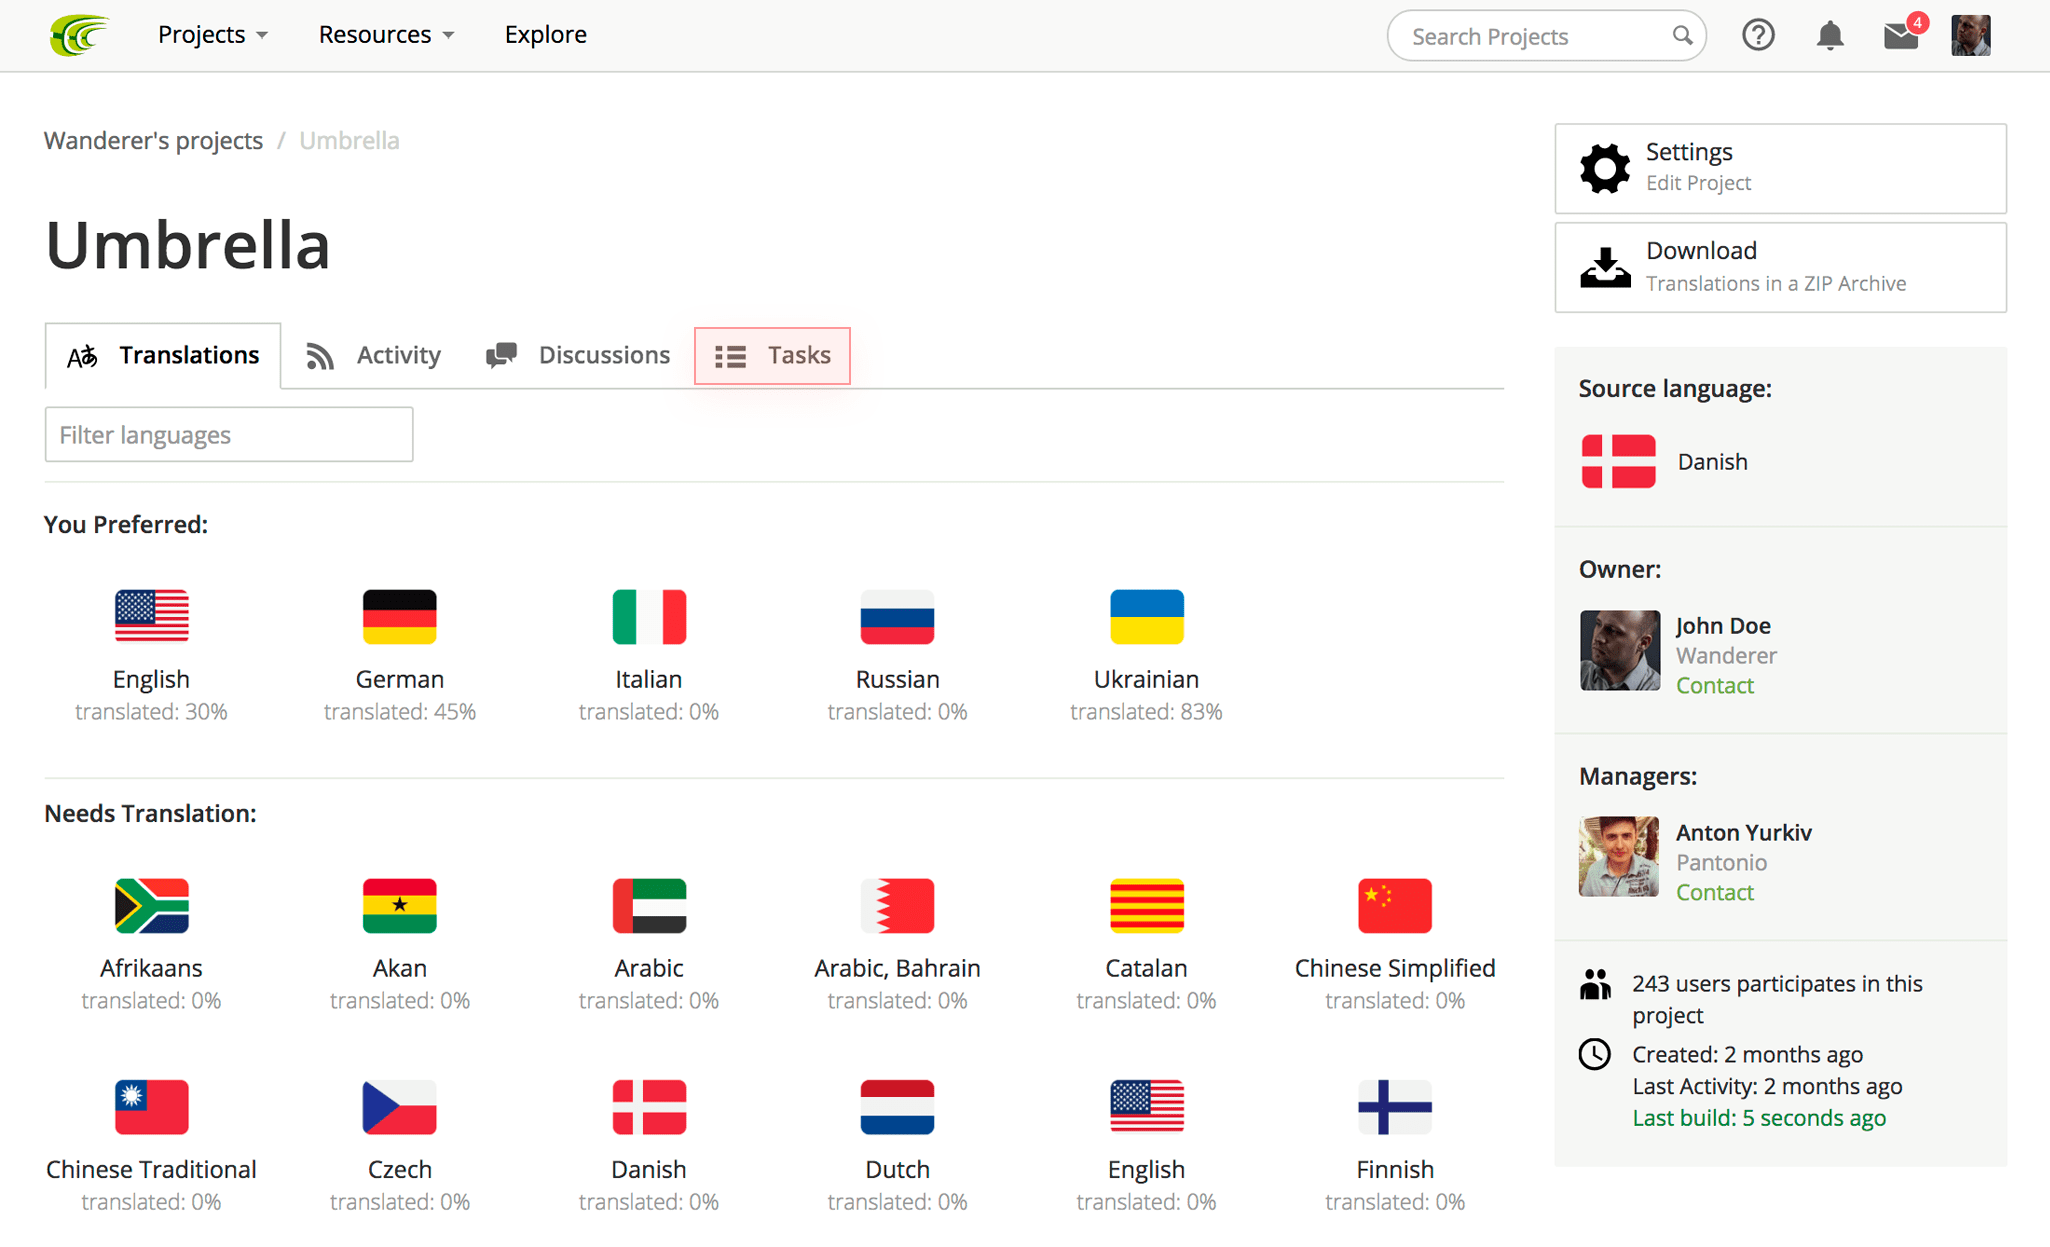 Projects
Resources
Explore
Search Projects
4
Wanderer's projects / Umbrella
Umbrella
Translations
Activity
Discussions
Tasks
Filter languages
You Preferred:
English
German
Italian
Russian
Ukrainian
translated: 30%
translated: 45%
translated: 0%
translated: 0%
translated: 83%
Needs Translation:
Afrikaans
Akan
Arabic
Arabic, Bahrain
Catalan
Chinese Simplified
translated: 0%
translated: 0%
translated: 0%
translated: 0%
translated: 0%
translated: 0%
Chinese Traditional
Czech
Danish
Dutch
English
Finnish
translated: 0%
translated: 0%
translated: 0%
translated: 0%
translated: 0%
translated: 0%
Settings
Edit Project
Download
Translations in a ZIP Archive
Source language:
Danish
Owner:
John Doe
Wanderer
Contact
Managers:
Anton Yurkiv
Pantonio
Contact
243 users participates in this
project
Created: 2 months ago
Last Activity: 2 months ago
Last build: 5 seconds ago